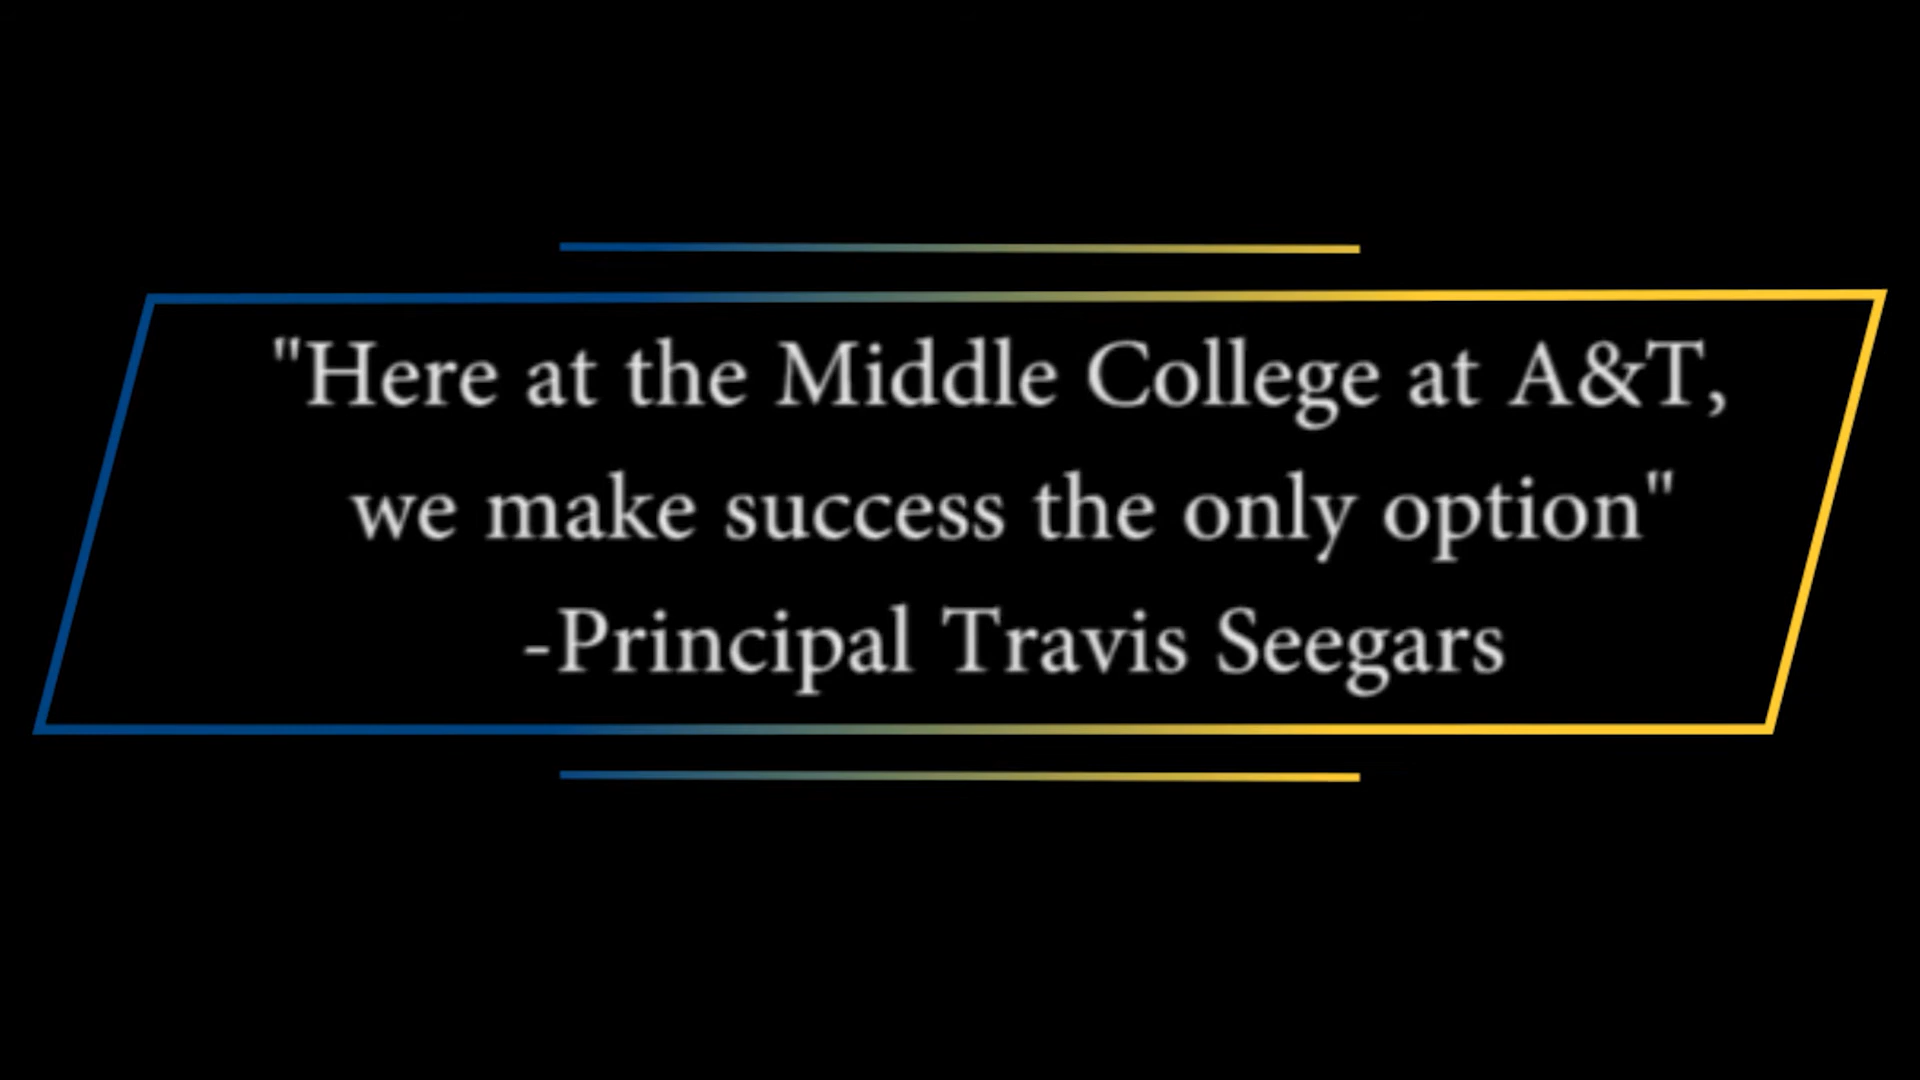 "Here at the Middle College at A&T,
we make success the only option"
-Principal Travis Seegars